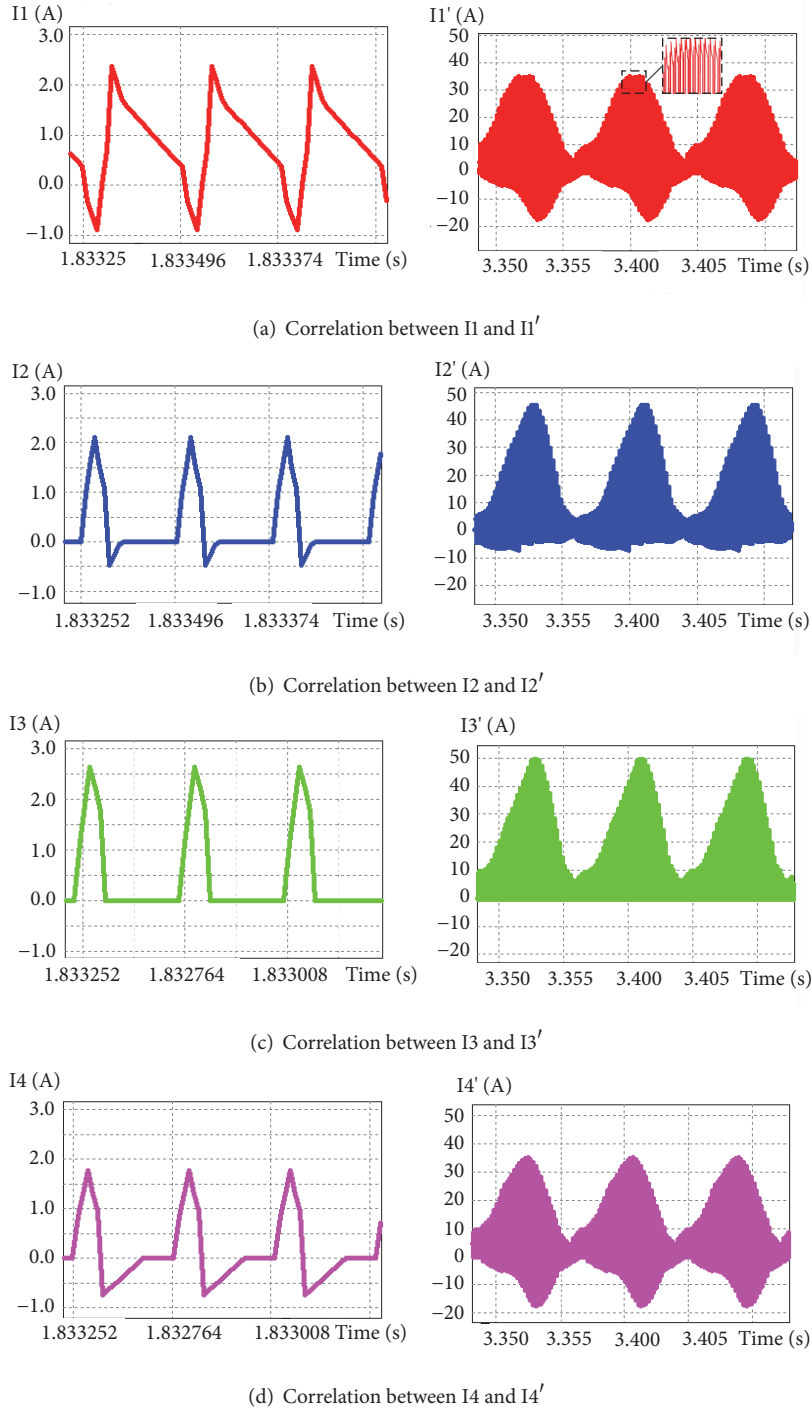 I1 (A)
3.0
2.0
1.0
0.0
−1.0
1.83325 1.833496 1.833374 Time (s)
I1' (A)
50
40
30
20
10
0
−10
−20
3.350 3.355 3.400 3.405 Time (s)
(a) Correlation between I1 and I1′
I2 (A)
3.0
2.0
1.0
0.0
−1.0
1.833252 1.833496 1.833374 Time (s)
I2' (A)
50
40
30
20
10
0
−10
−20
3.350 3.355 3.400 3.405 Time (s)
(b) Correlation between I2 and I2′
I3 (A)
3.0
2.0
1.0
0.0
−1.0
1.833252 1.832764 1.833008 Time (s)
I3' (A)
50
40
30
20
10
0
−10
−20
3.350 3.355 3.400 3.405 Time (s)
(c) Correlation between I3 and I3′
I4 (A)
3.0
2.0
1.0
0.0
−1.0
1.833252 1.832764 1.833008 Time (s)
I4' (A)
50
40
30
20
10
0
−10
−20
3.350 3.355 3.400 3.405 Time (s)
(d) Correlation between I4 and I4′